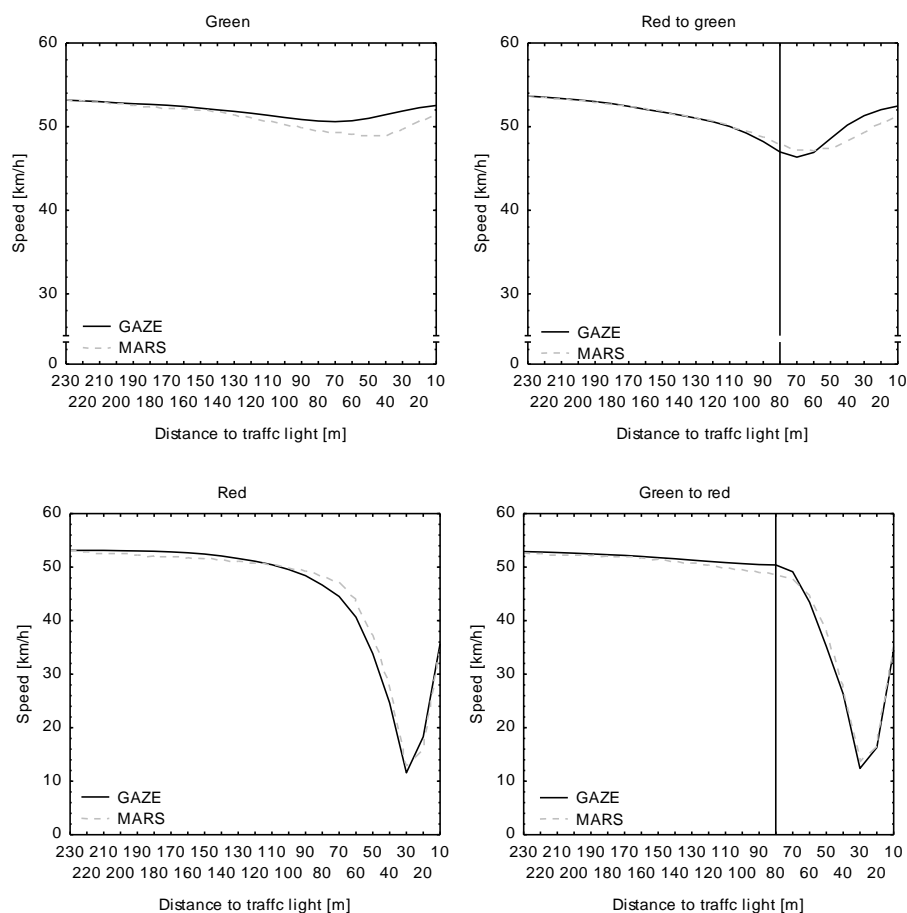 Green
60
50
40
30
0
Speed [km/h]
GAZE
MARS
230 210 190 170 150 130 110 90 70 50 30 10
220 200 180 160 140 120 100 80 60 40 20
Distance to traffc light [m]
Red to green
60
50
40
30
0
Speed [km/h]
GAZE
MARS
230 210 190 170 150 130 110 90 70 50 30 10
220 200 180 160 140 120 100 80 60 40 20
Distance to traffc light [m]
Red
60
50
40
30
20
10
0
Speed [km/h]
GAZE
MARS
230 210 190 170 150 130 110 90 70 50 30 10
220 200 180 160 140 120 100 80 60 40 20
Distance to traffc light [m]
Green to red
60
50
40
30
20
10
0
Speed [km/h]
GAZE
MARS
230 210 190 170 150 130 110 90 70 50 30 10
220 200 180 160 140 120 100 80 60 40 20
Distance to traffc light [m]